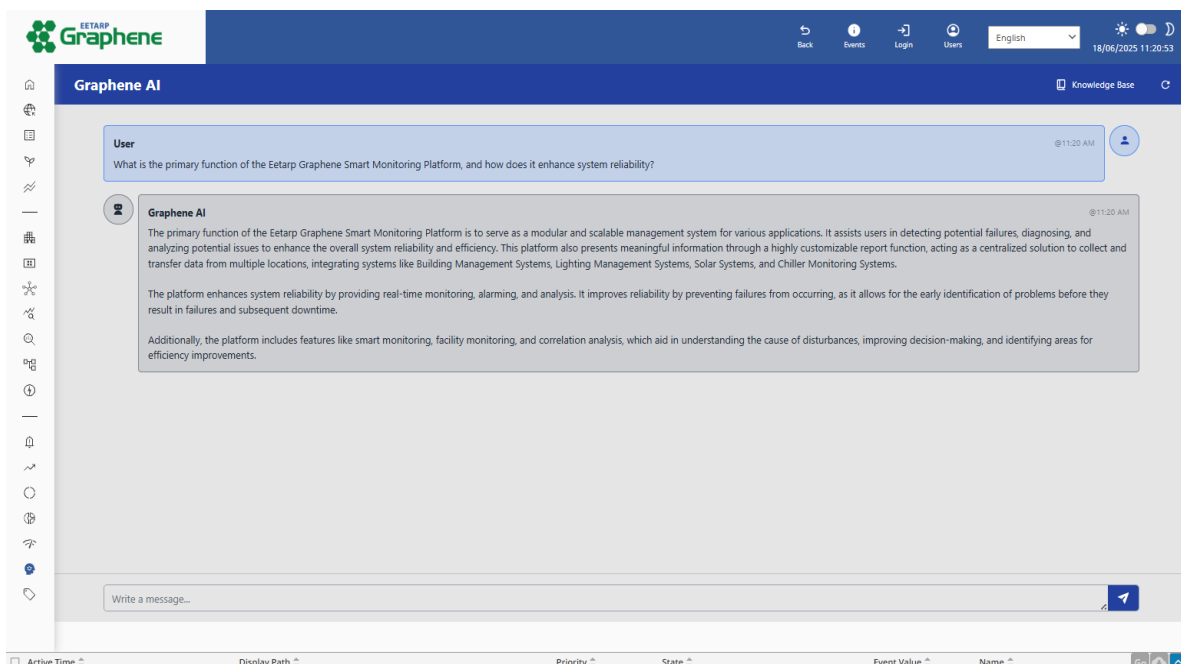 EETARP
Graphene
Back
Events
Login
Users
English
18/06/2025 11:20:53
Graphene AI
Knowledge Base
User
@11:20 AM
What is the primary function of the Eetarp Graphene Smart Monitoring Platform, and how does it enhance system reliability?
Graphene AI
@11:20 AM
The primary function of the Eetarp Graphene Smart Monitoring Platform is to serve as a modular and scalable management system for various applications. It assists users in detecting potential failures, diagnosing, and
analyzing potential issues to enhance the overall system reliability and efficiency. This platform also presents meaningful information through a highly customizable report function, acting as a centralized solution to collect and
transfer data from multiple locations, integrating systems like Building Management Systems, Lighting Management Systems, Solar Systems, and Chiller Monitoring Systems.
The platform enhances system reliability by providing real-time monitoring, alarming, and analysis. It improves reliability by preventing failures from occurring, as it allows for the early identification of problems before they
result in failures and subsequent downtime.
Additionally, the platform includes features like smart monitoring, facility monitoring, and correlation analysis, which aid in understanding the cause of disturbances, improving decision-making, and identifying areas for
efficiency improvements.
Write a message...
Active Time
Display Path
Priority
State
Event Value
Name
Go